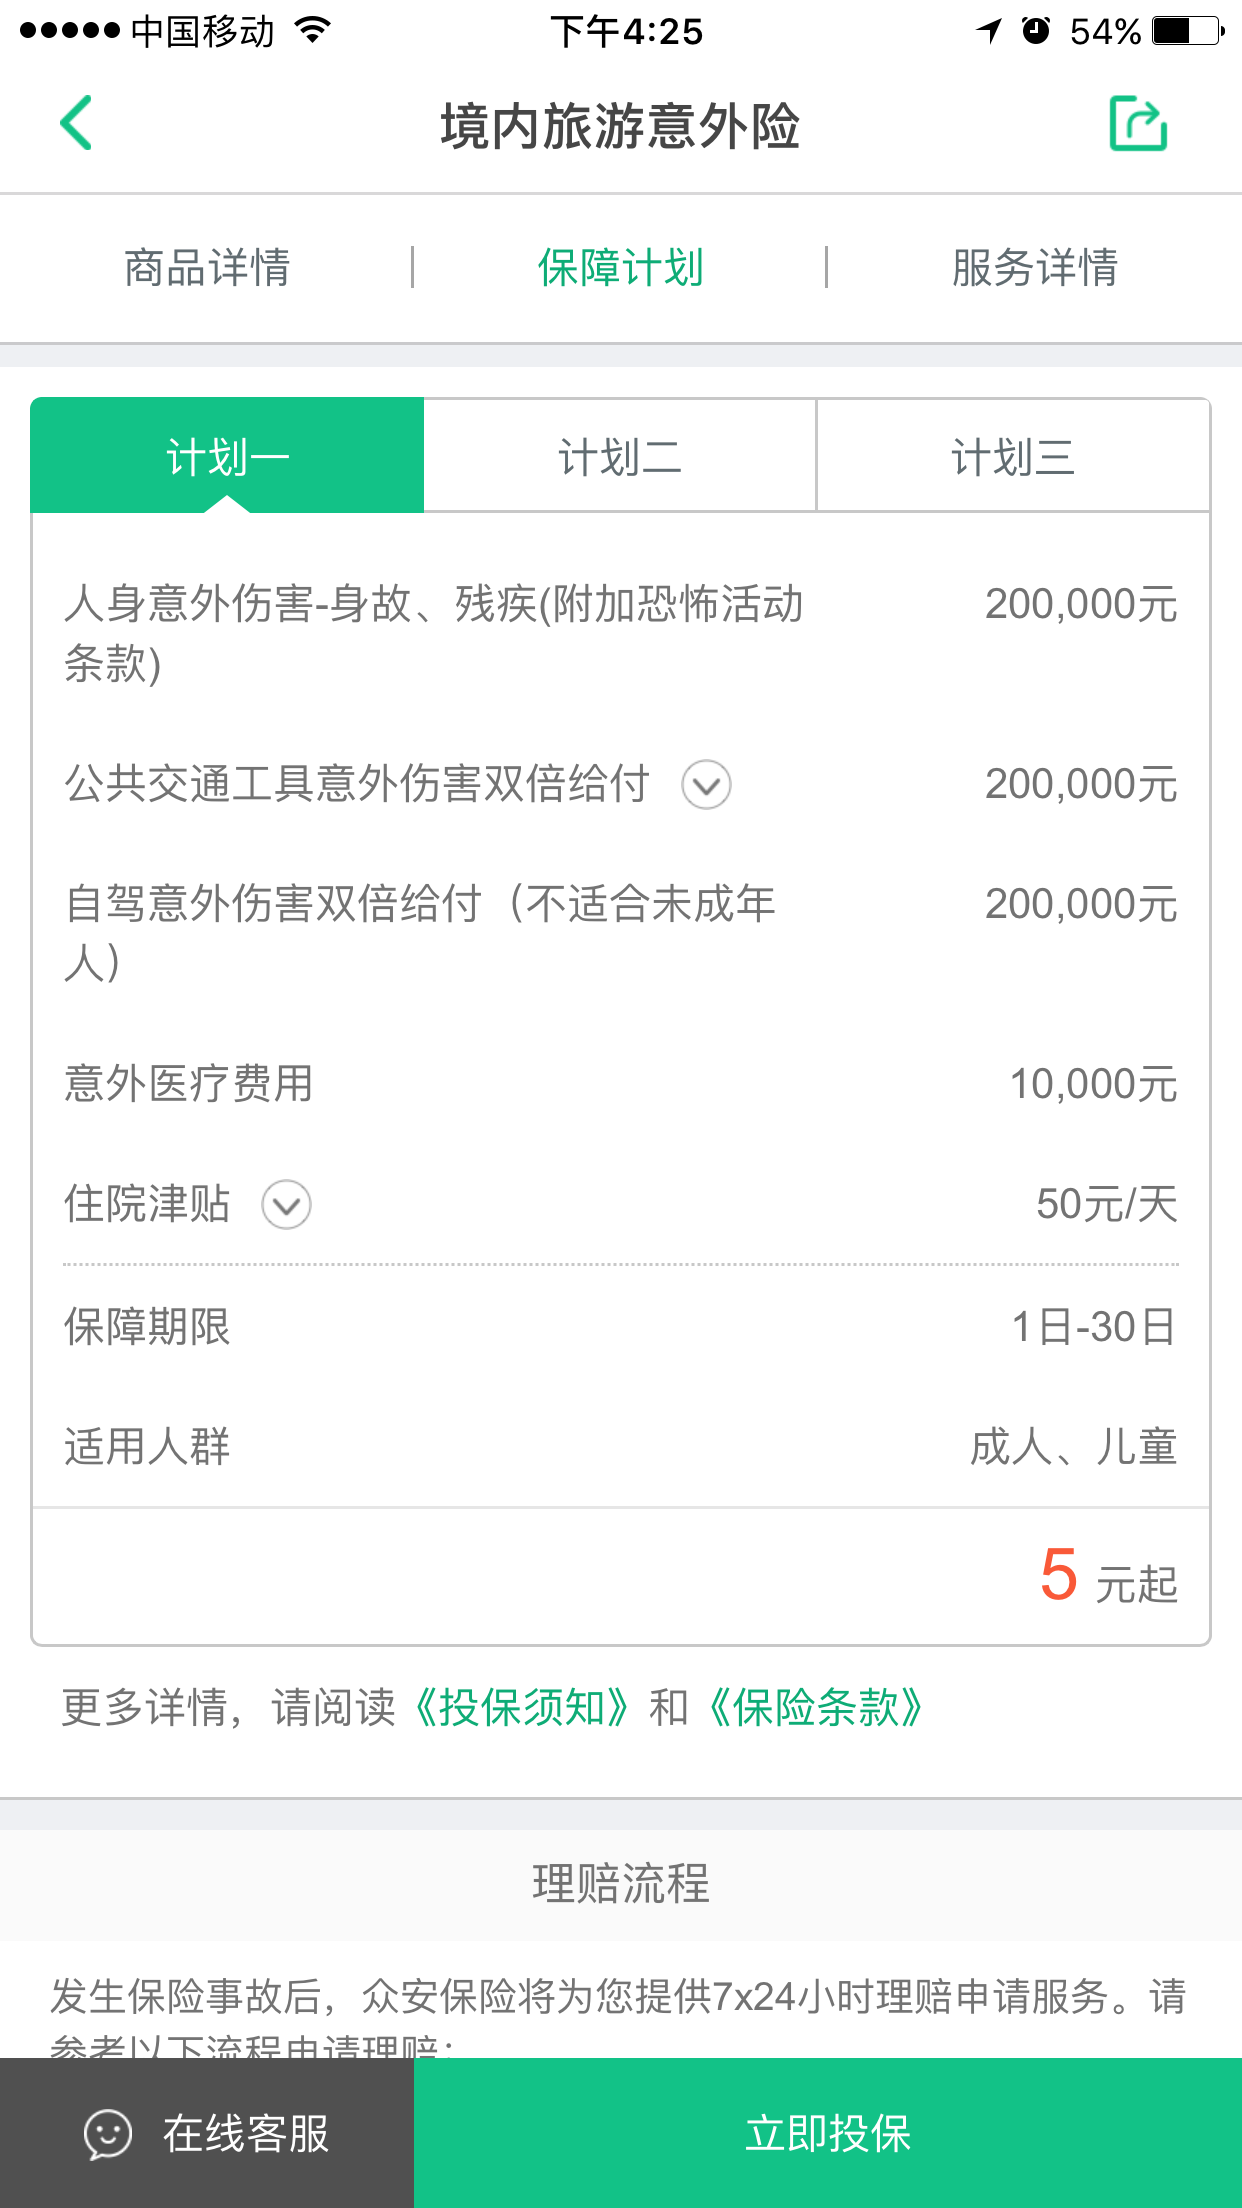 中国移动 下午4:25 54%
境内旅游意外险
商品详情 保障计划 服务详情
计划一 计划二 计划三
人身意外伤害-身故、残疾(附加恐怖活动 200,000元
条款)
公共交通工具意外伤害双倍给付 200,000元
自驾意外伤害双倍给付（不适合未成年 200,000元
人）
意外医疗费用 10,000元
住院津贴 50元/天
保障期限 1日-30日
适用人群 成人、儿童
5 元起
更多详情，请阅读《投保须知》和《保险条款》
理赔流程
发生保险事故后，众安保险将为您提供7x24小时理赔申请服务。请
参考以下流程申请理赔：
在线客服 立即投保